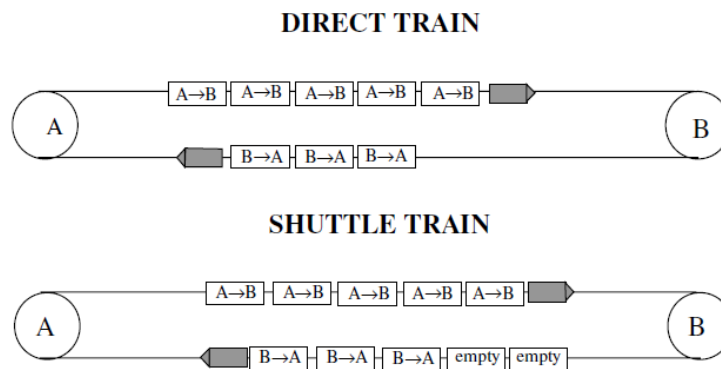 DIRECT TRAIN
A→B A→B A→B A→B A→B
A B
B→A B→A B→A
SHUTTLE TRAIN
A→B A→B A→B A→B A→B
A B
B→A B→A B→A empty empty